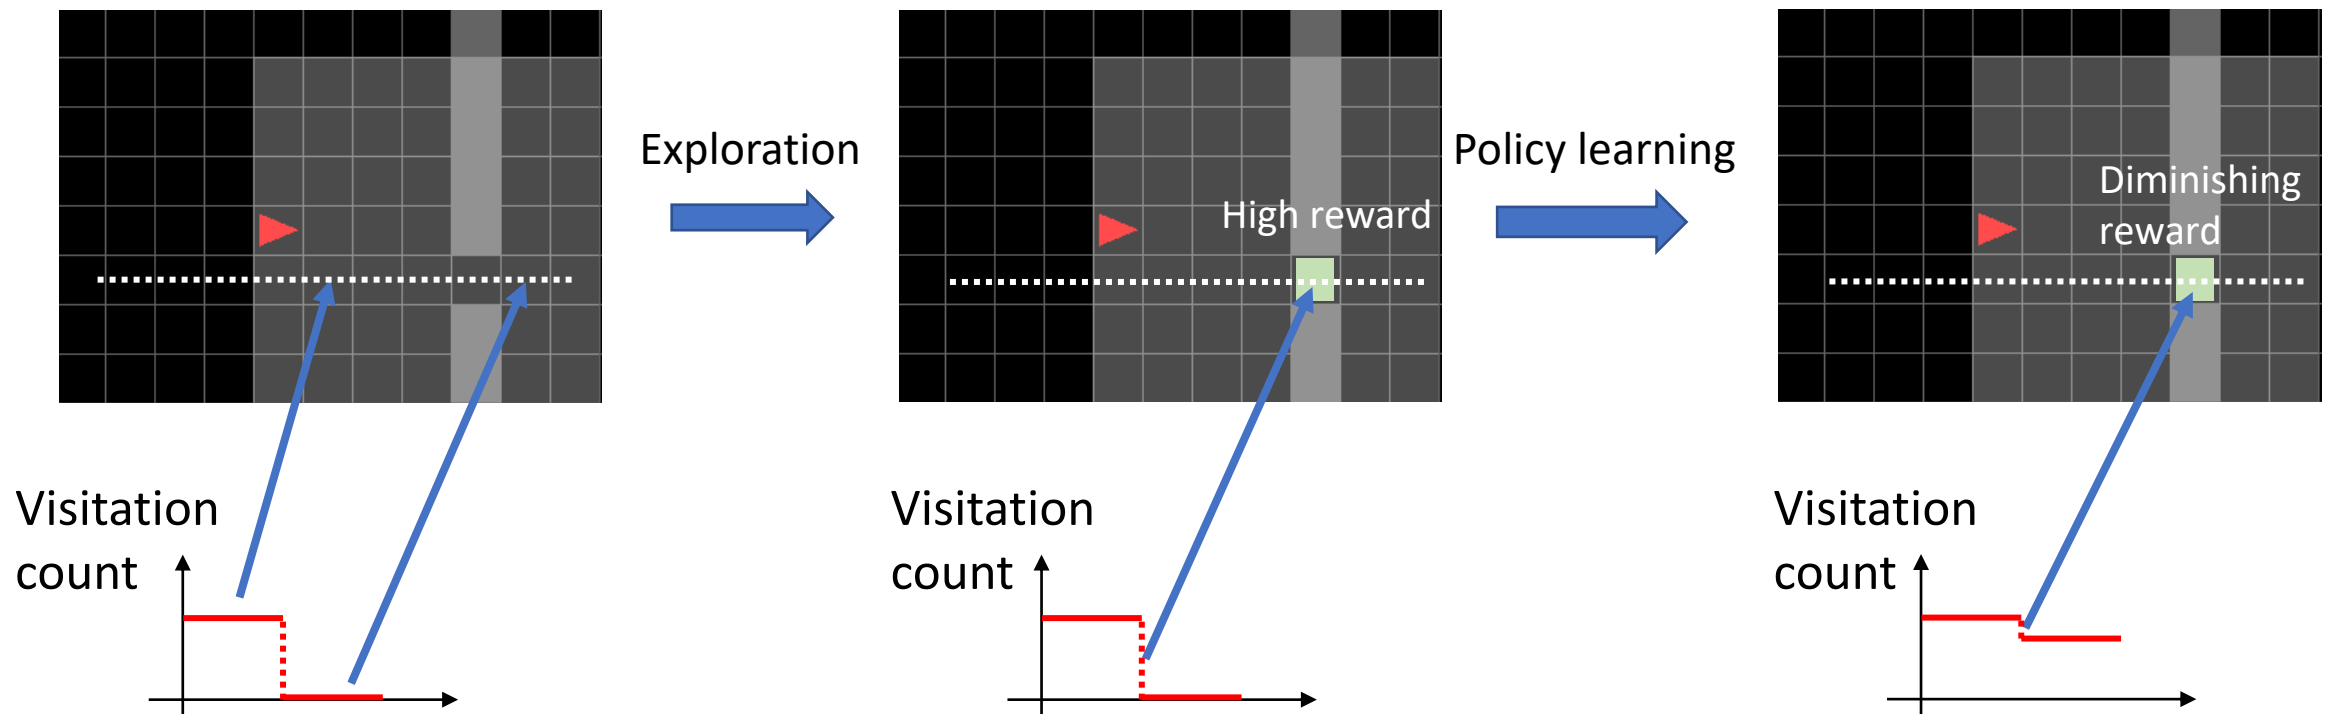 Exploration
High reward
Policy learning
Diminishing
reward
Visitation
count
Visitation
count
Visitation
count